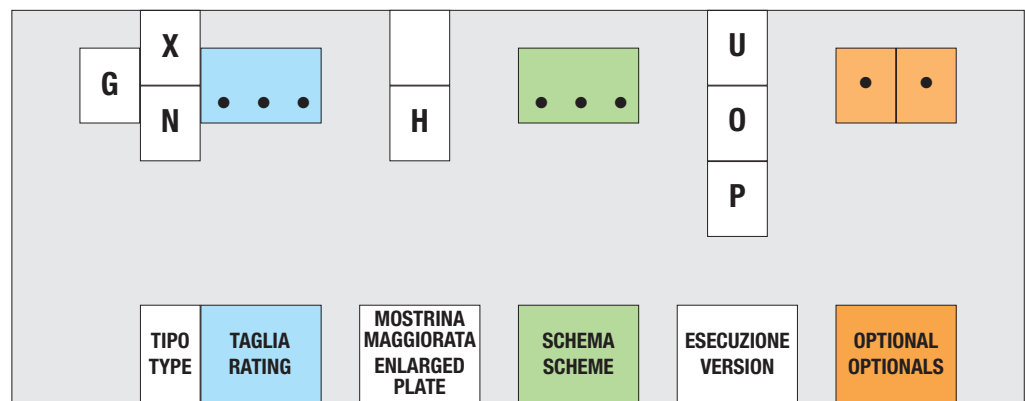 X
G
N
• • •
H
• • •
U
O
P
• •
TIPO
TYPE
TAGLIA
RATING
MOSTRINA
MAGGIORATA
ENLARGED
PLATE
SCHEMA
SCHEME
ESECUZIONE
VERSION
OPTIONAL
OPTIONALS